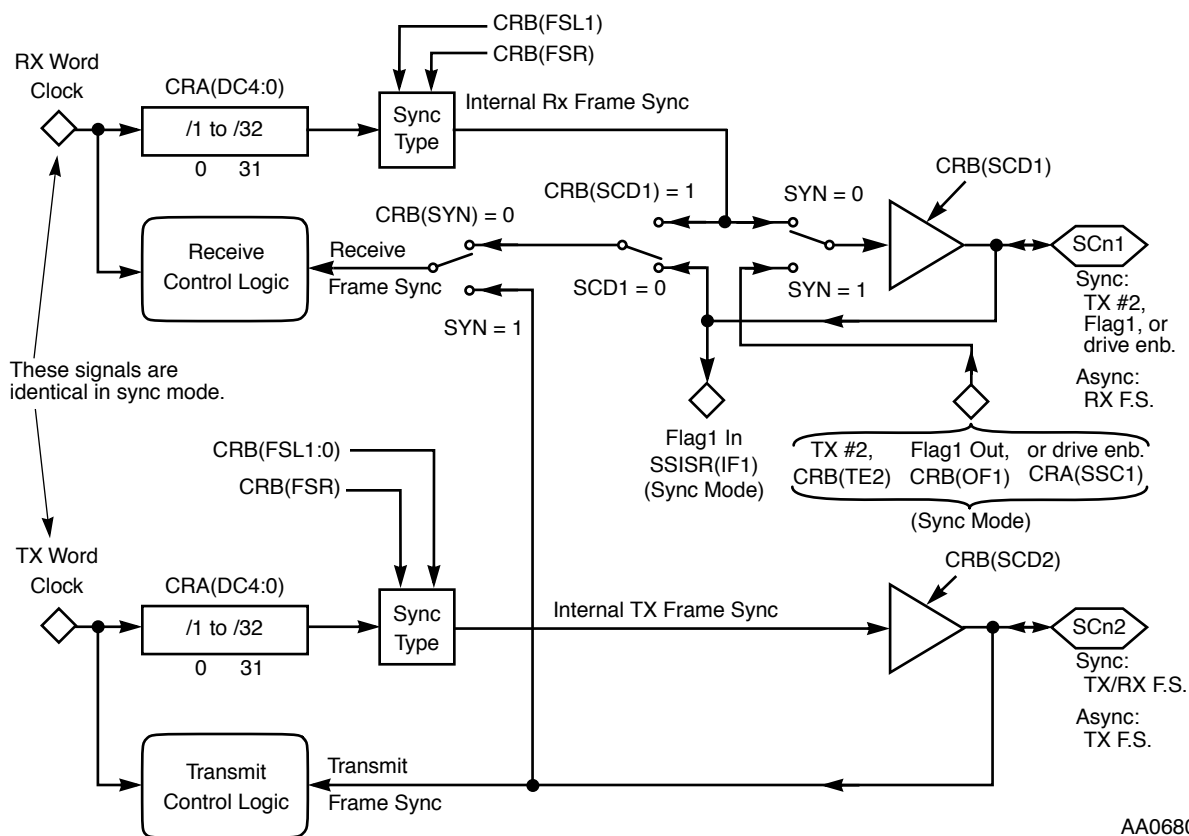 CRB(FSL1)
CRB(FSR)
RX Word
Clock
CRA(DC4:0)
/1 to /32
0 31
Sync
Type
Internal Rx Frame Sync
CRB(SCD1) = 1
SYN = 0
CRB(SCD1)
CRB(SYN) = 0
Receive
Control Logic
Receive
Frame Sync
SCD1 = 0
SYN = 1
SYN = 1
SCn1
Sync:
TX #2,
Flag1, or
drive enb.
Async:
RX F.S.
These signals are
identical in sync mode.
Flag1 In
SSISR(IF1)
(Sync Mode)
TX #2, Flag1 Out, or drive enb.
CRB(TE2) CRB(OF1) CRA(SSC1)
(Sync Mode)
CRB(FSL1:0)
CRB(FSR)
TX Word
Clock
CRA(DC4:0)
/1 to /32
0 31
Sync
Type
Internal TX Frame Sync
CRB(SCD2)
SCn2
Sync:
TX/RX F.S.
Async:
TX F.S.
Transmit
Control Logic
Transmit
Frame Sync